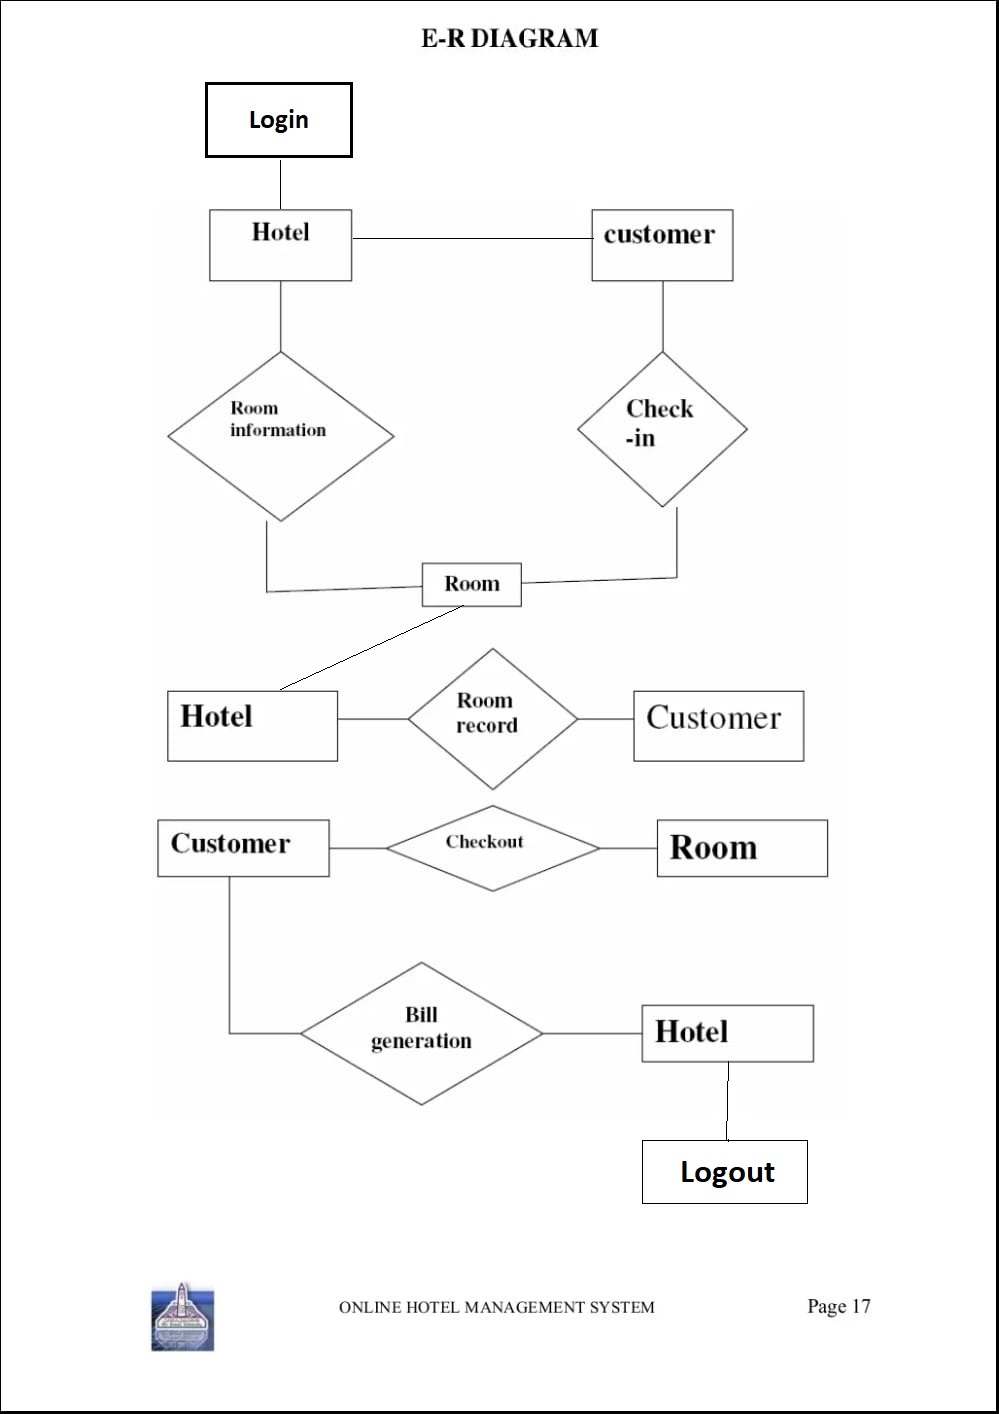 E-R DIAGRAM
Login
Hotel
customer
Room
information
Check
-in
Room
Hotel
Room
record
Customer
Customer
Checkout
Room
Bill
generation
Hotel
Logout
ONLINE HOTEL MANAGEMENT SYSTEM
Page 17